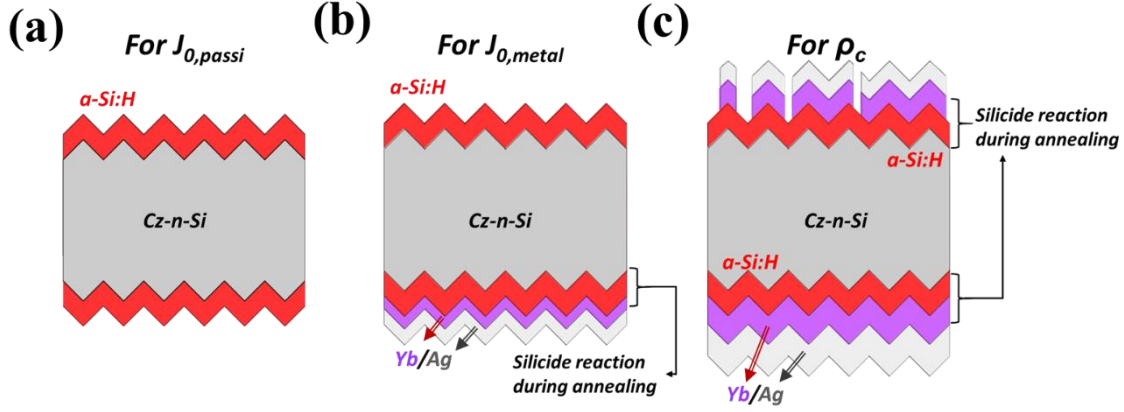 (a)
For J0,passi
a-Si:H
Cz-n-Si
(b)
For J0,metal
a-Si:H
Cz-n-Si
Yb/Ag
Silicide reaction
during annealing
(c)
For ρc
Silicide reaction
during annealing
a-Si:H
Cz-n-Si
a-Si:H
Yb/Ag